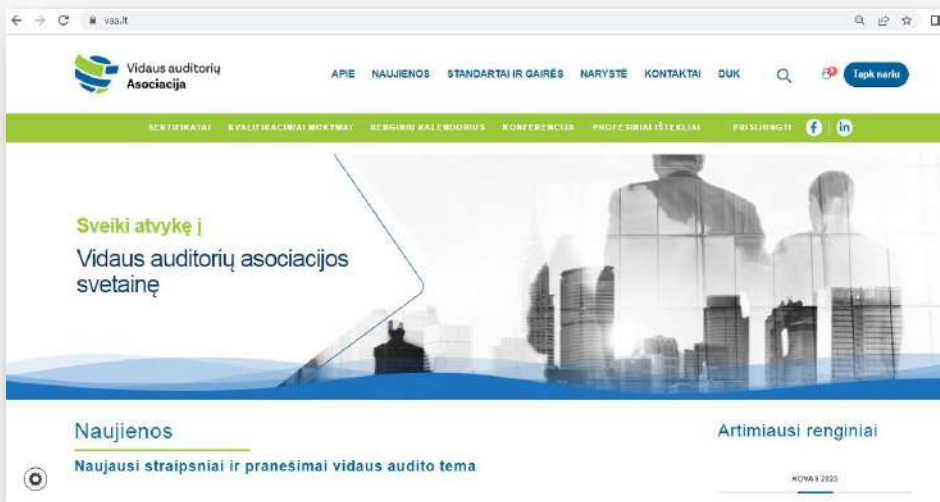 vaa.lt
Vidaus auditorių
Asociacija
APIE NAUJIENOS STANDARTAI IR GAIRĖS NARYSTĖ KONTAKTAI DUK
Tapk nariu
SERTIFIKATAI KVALIFIKACINIAI MOKYMAI RENGINIŲ KALENDORIUS KONFERENCIJA PROFESINIAI IŠTEKLIAI PRISIJUNGTI f in
Sveiki atvykę į
Vidaus auditorių asociacijos
svetainę
Naujienos
Artimiausi renginiai
Naujausi straipsniai ir pranešimai vidaus audito tema
KOVAS 2023